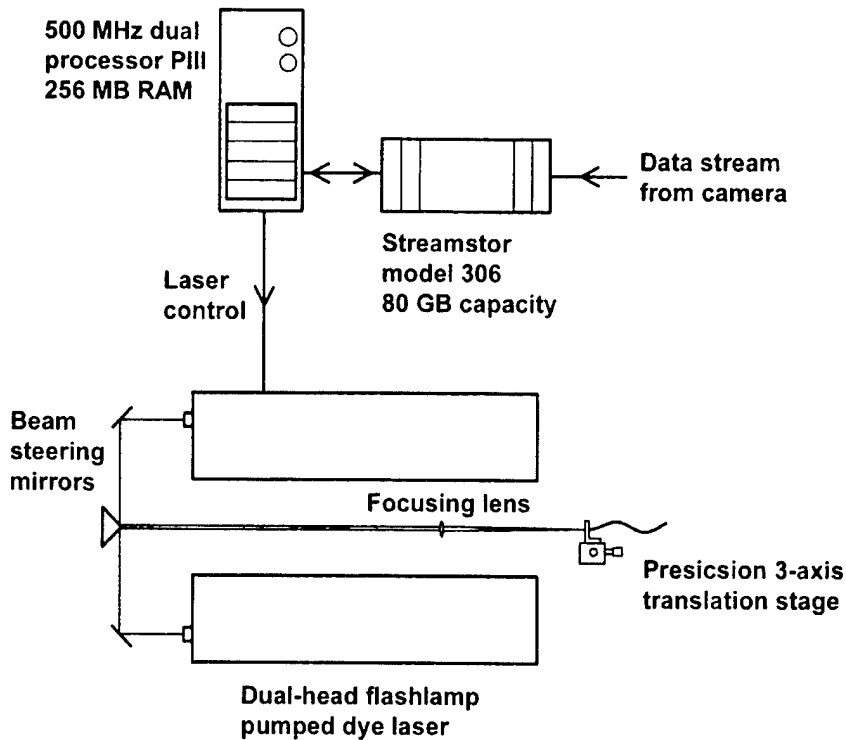 500 MHz dual
processor PIII
256 MB RAM
Data stream
from camera
Streamstor
model 306
80 GB capacity
Laser
control
Beam
steering
mirrors
Focusing lens
Presicsion 3-axis
translation stage
Dual-head flashlamp
pumped dye laser